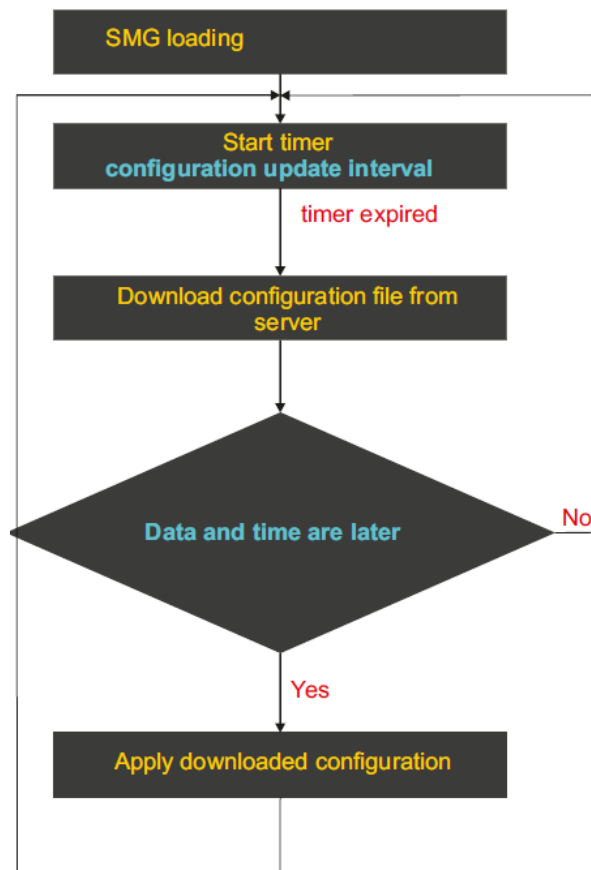 SMG loading
Start timer
configuration update interval
timer expired
Download configuration file from
server
Data and time are later
No
Yes
Apply downloaded configuration